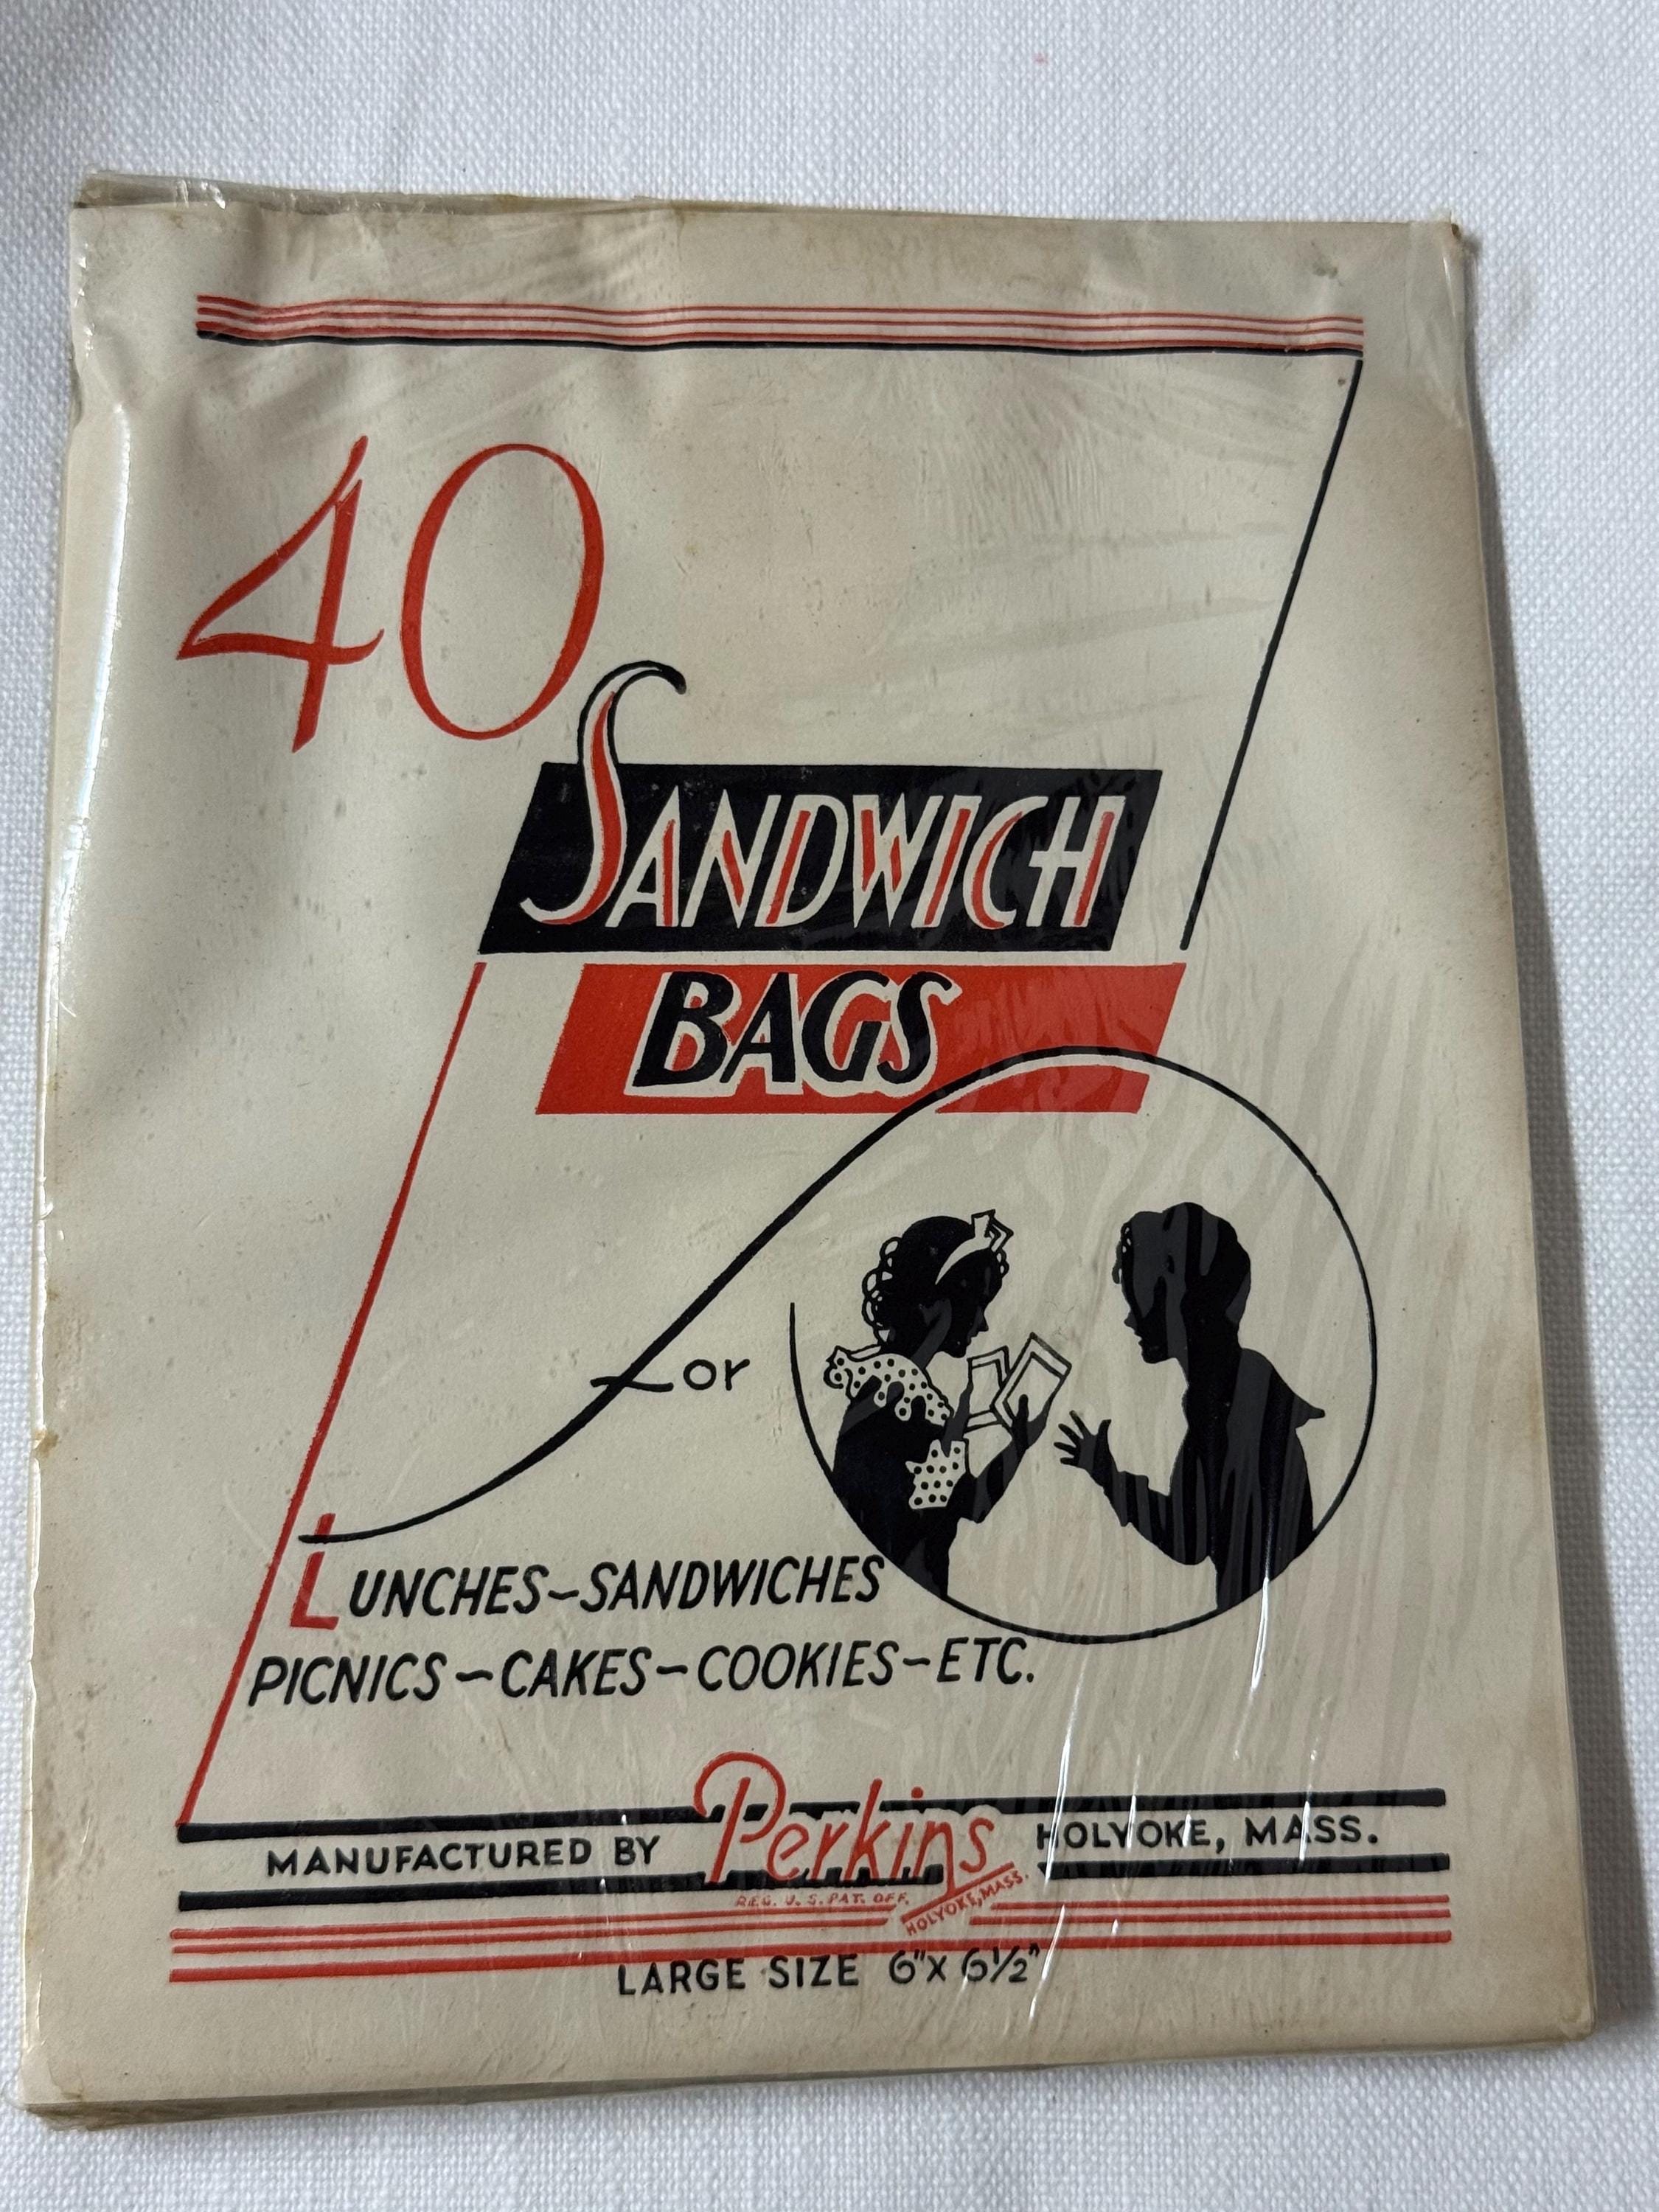 40
SANDWICH
BAGS
for
LUNCHES~SANDWICHES
PICNICS~CAKES~COOKIES~ETC.
MANUFACTURED BY Perkins HOLYOKE, MASS.
REG. U.S. PAT. OFF. HOLYOKE, MASS.
LARGE SIZE 6"X 6½"